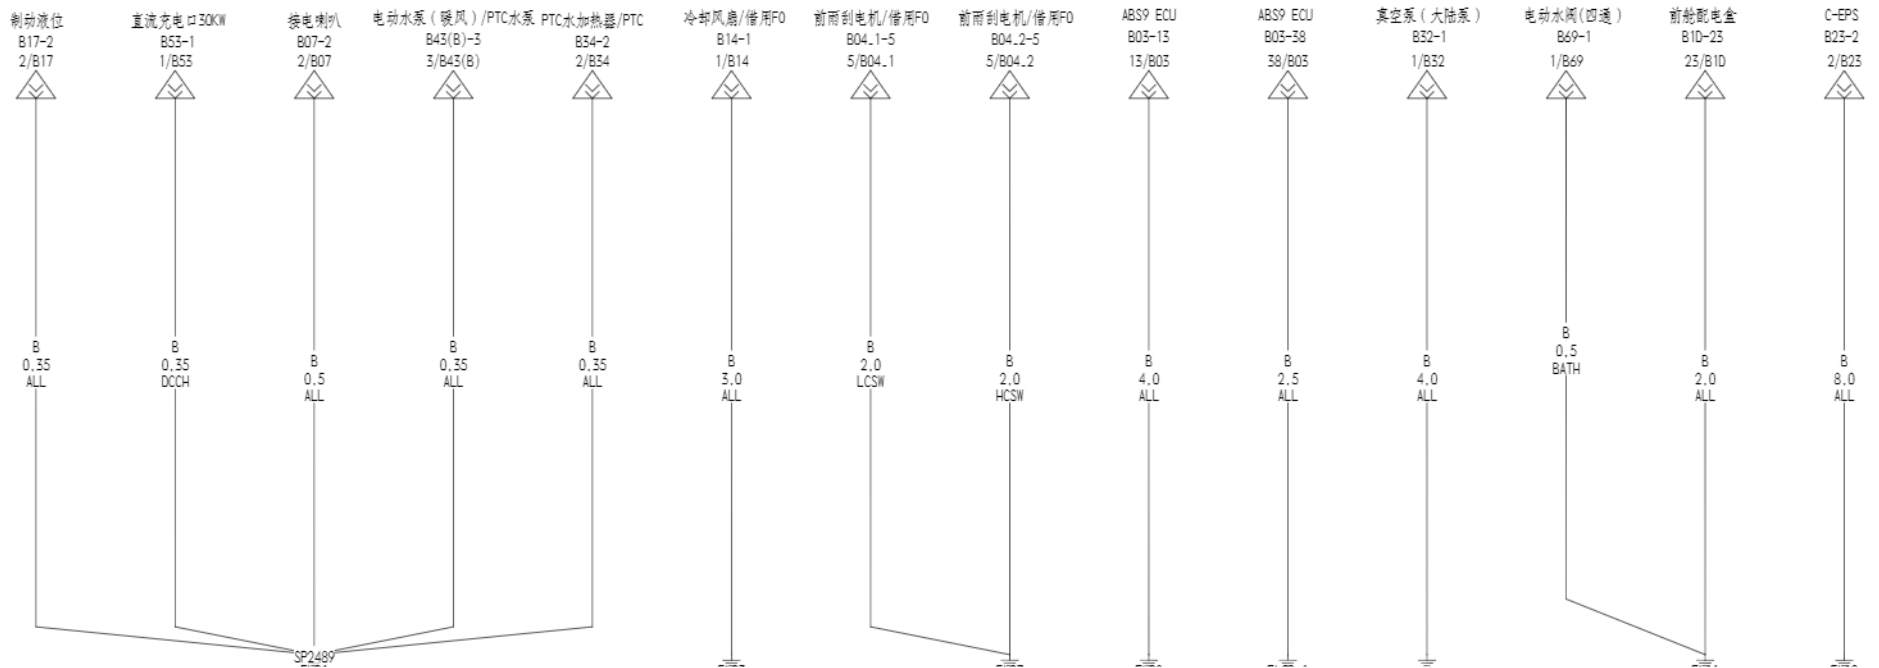 制动液位
B17-2
2/B17
直流充电口30KW
B53-1
1/B53
接电喇叭
B07-2
2/B07
电动水泵(暖风)/PTC水泵
B43(B)-3
3/B43(B)
PTC水加热器/PTC
B34-2
2/B34
冷却风扇/借用F0
B14-1
1/B14
前雨刮电机/借用F0
B04_1-5
5/B04_1
前雨刮电机/借用F0
B04_2-5
5/B04_2
ABS9 ECU
B03-13
13/B03
ABS9 ECU
B03-38
38/B03
真空泵(大陆泵)
B32-1
1/B32
电动水阀(四通)
B69-1
1/B69
前舱配电盒
B1D-23
23/B1D
C-EPS
B23-2
2/B23
B
0.35
ALL
B
0.35
DCCH
B
0.5
ALL
B
0.35
ALL
B
0.35
ALL
B
3.0
ALL
B
2.0
LCSW
B
2.0
HCSW
B
4.0
ALL
B
2.5
ALL
B
4.0
ALL
B
0.5
BATH
B
2.0
ALL
B
8.0
ALL
SP2489